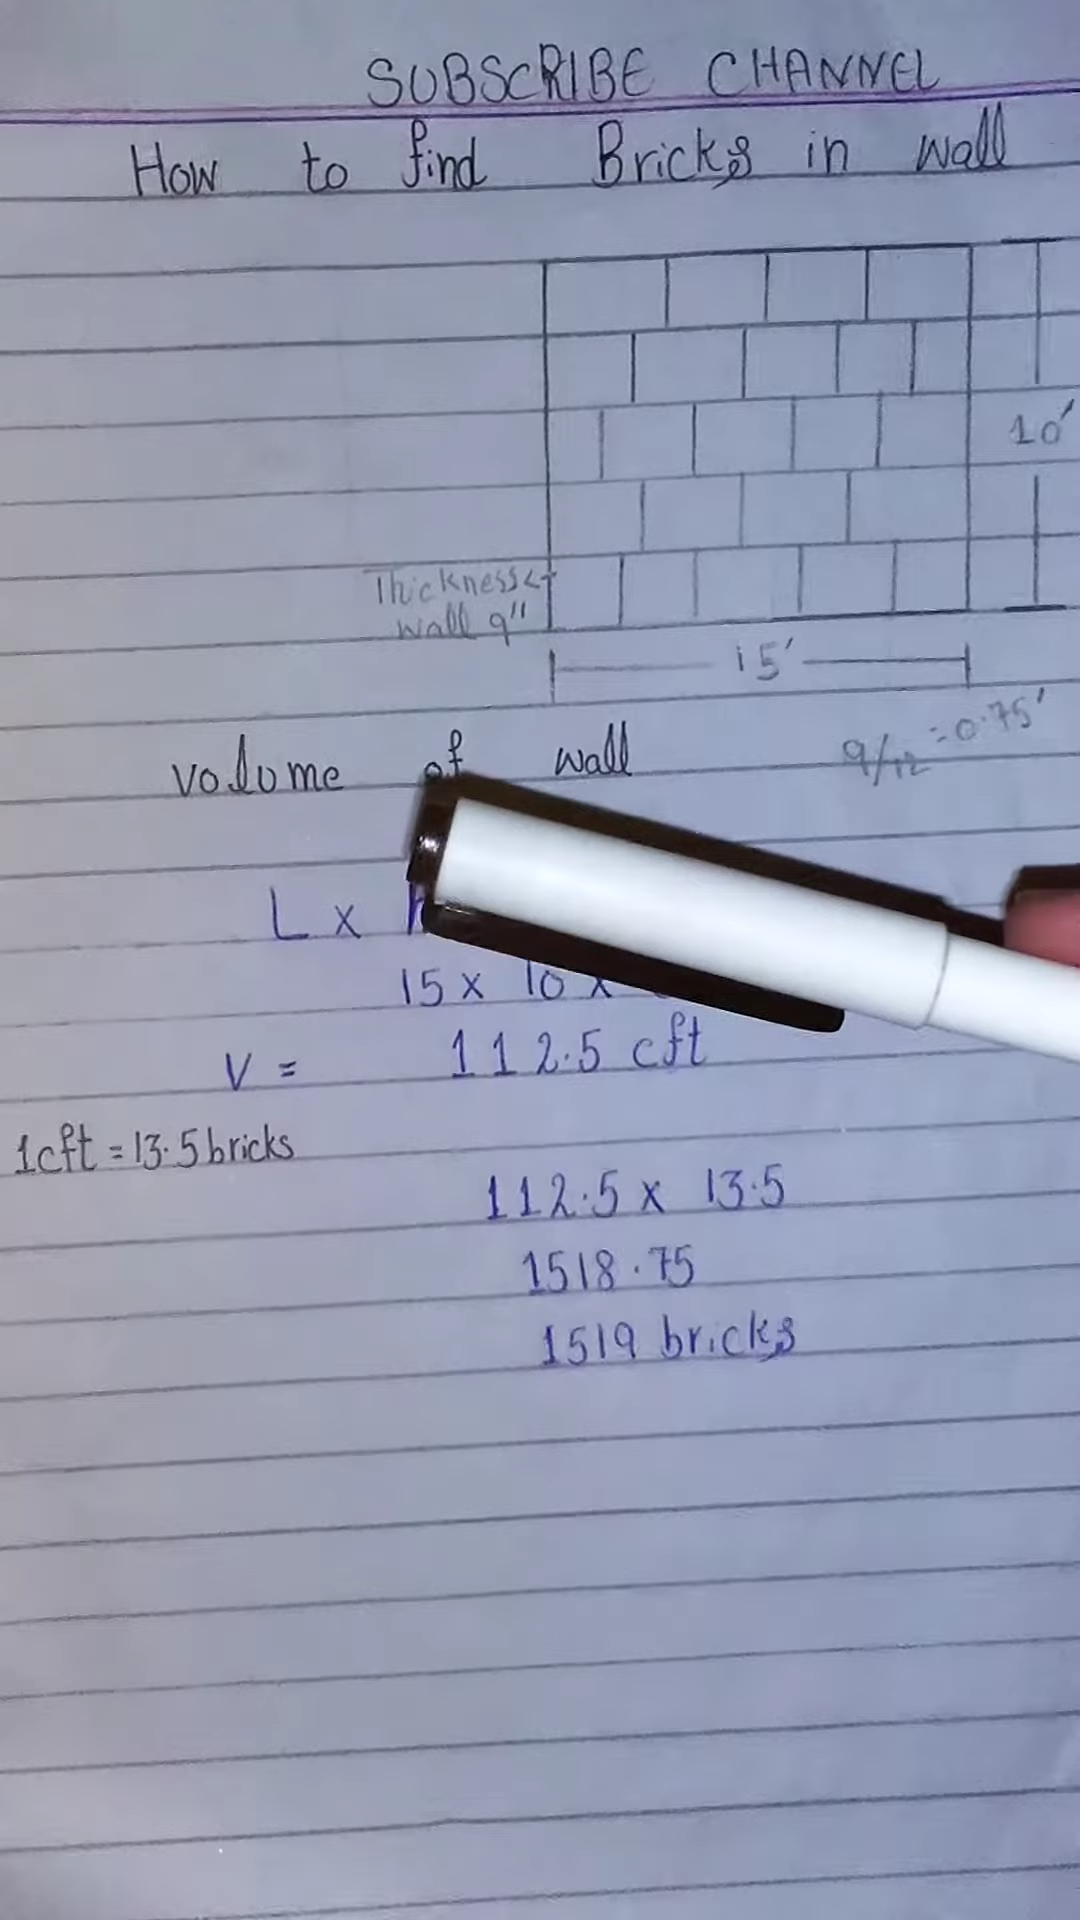 SUBSCRIBE CHANNEL
How to find Bricks in wall
10'
Thickness
wall 9"
15'
9/12 = 0.75'
volume of wall
L x
15 x 10 x
V = 112.5 cft
1cft = 13.5 bricks
112.5 x 13.5
1518.75
1519 bricks